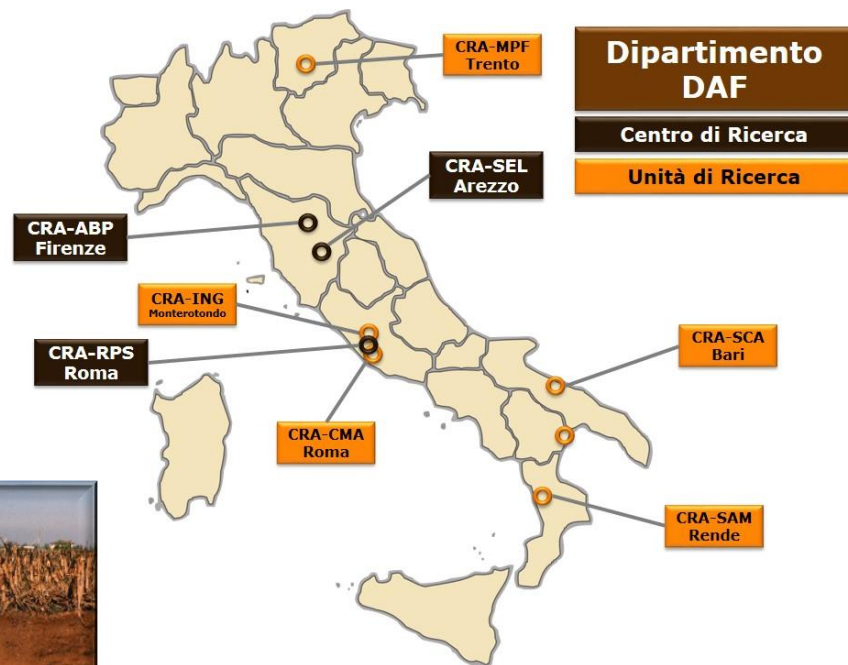 CRA-MPF
Trento
Dipartimento
DAF
Centro di Ricerca
Unità di Ricerca
CRA-SEL
Arezzo
CRA-ABP
Firenze
CRA-ING
Monterotondo
CRA-RPS
Roma
CRA-SCA
Bari
CRA-CMA
Roma
CRA-SAM
Rende